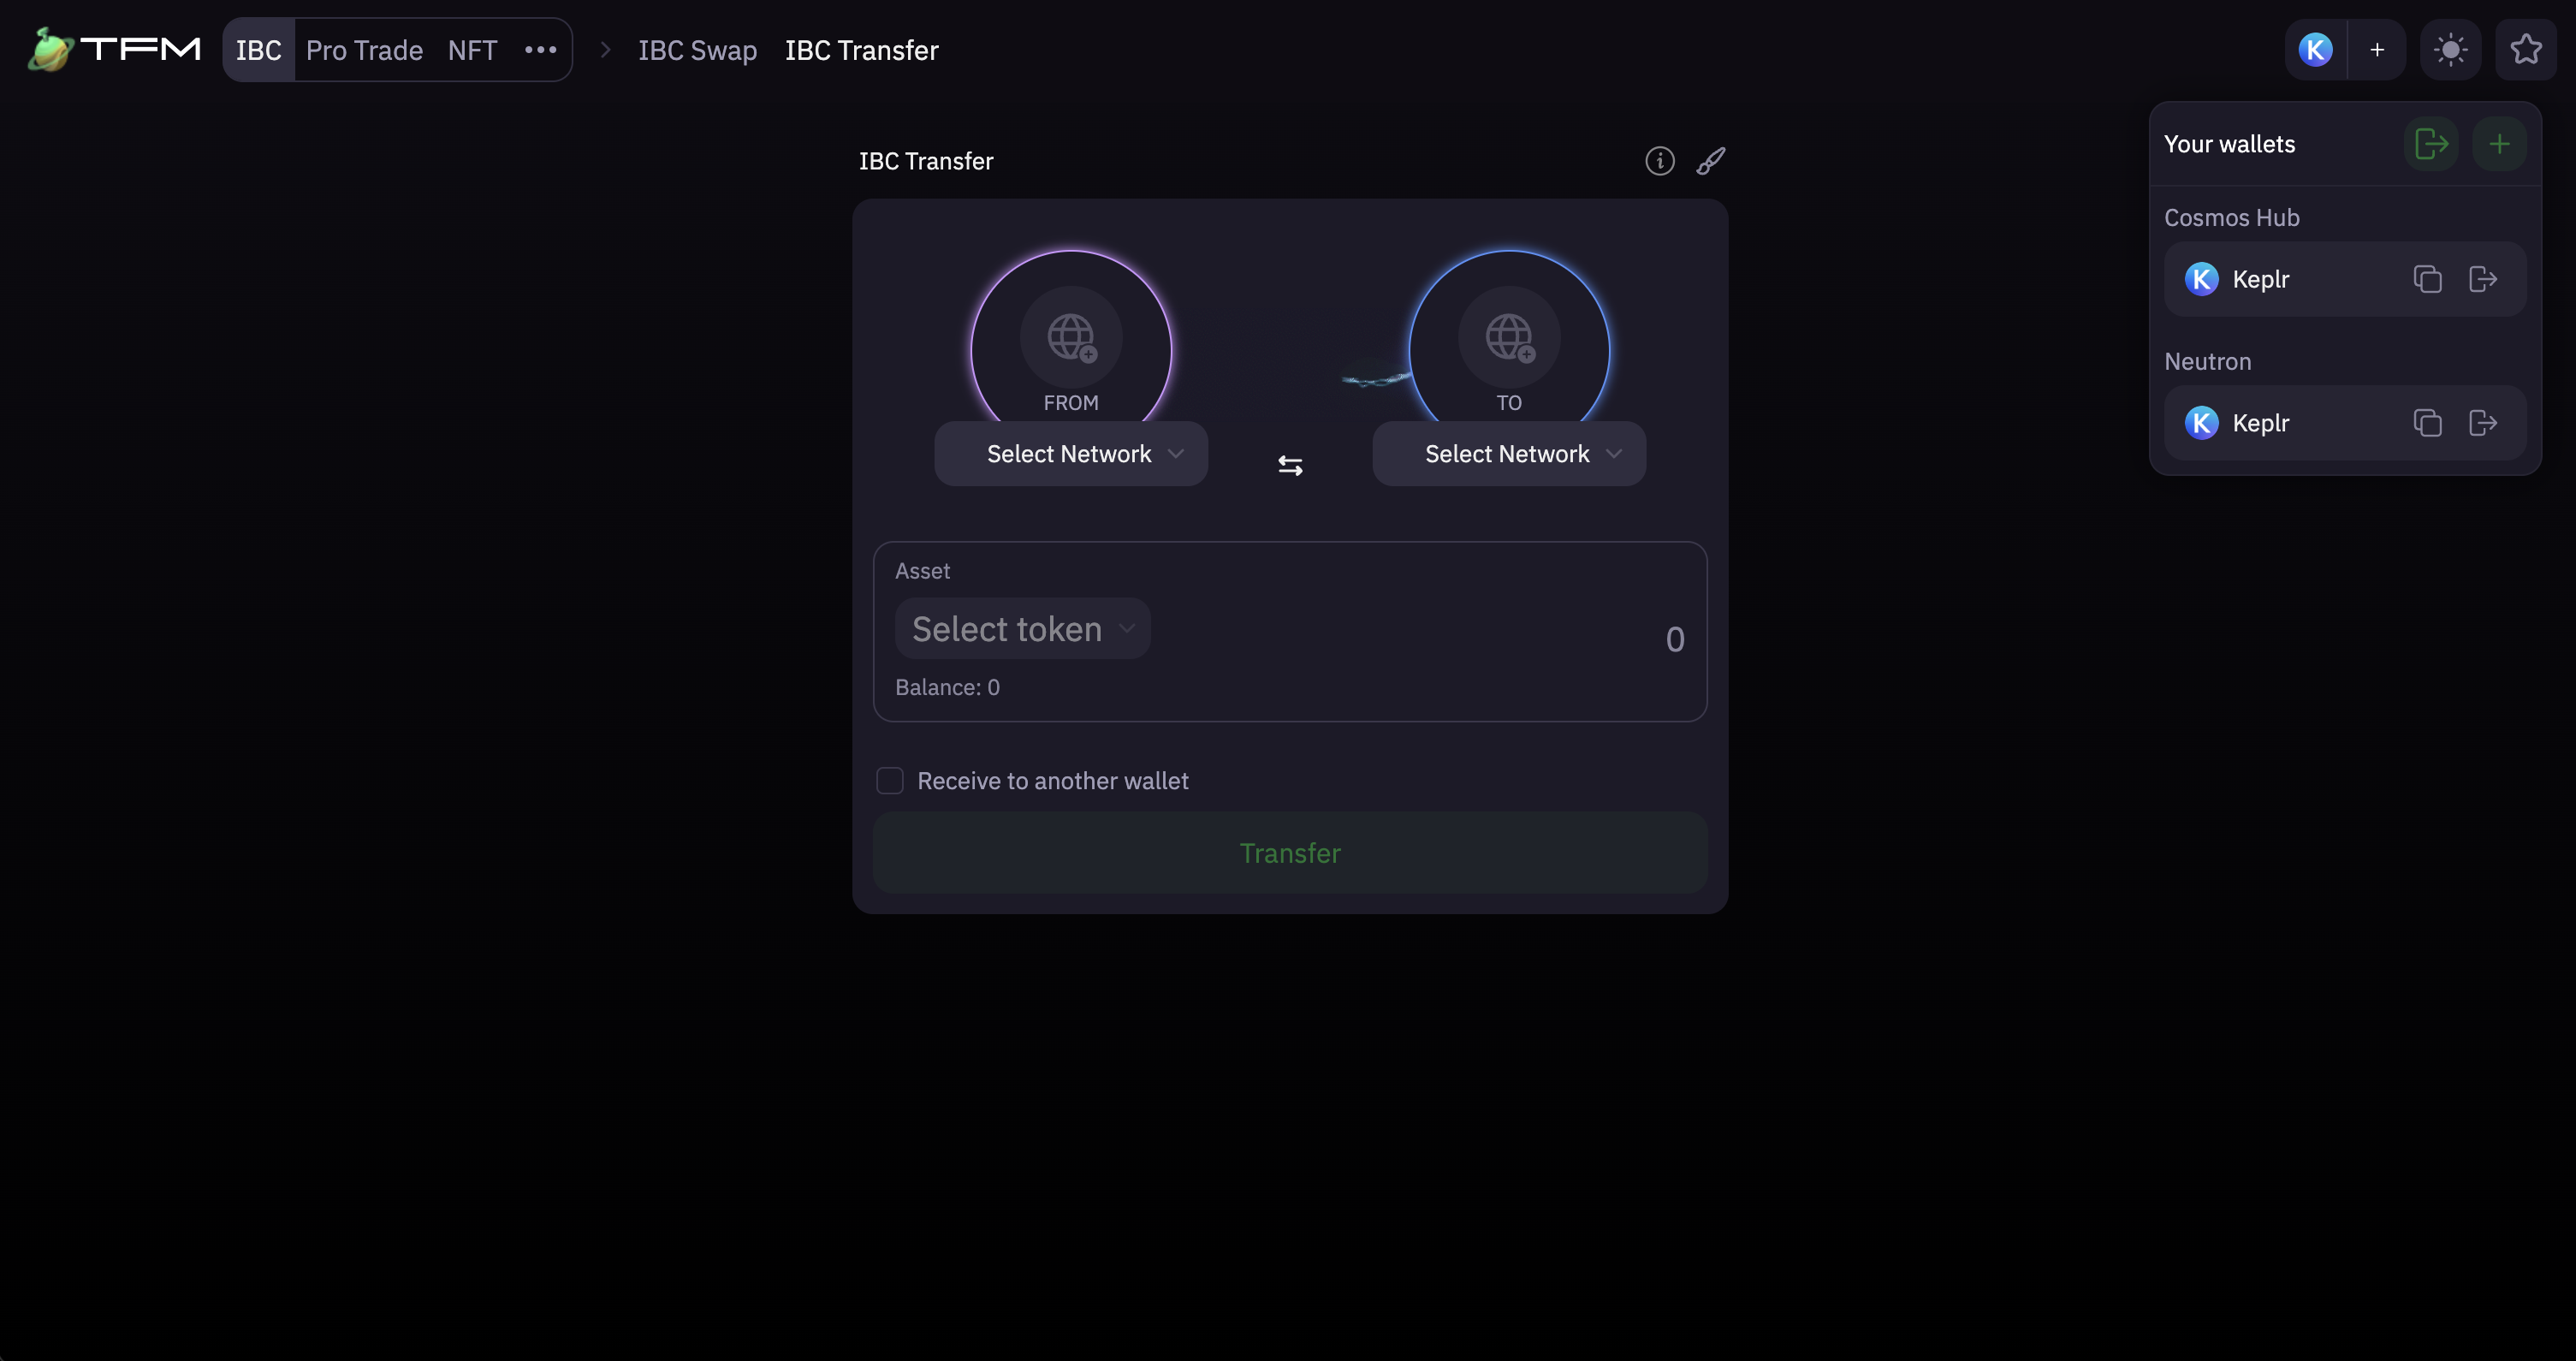 TFM
IBC
Pro Trade
NFT
IBC Swap
IBC Transfer
K
Your wallets
Cosmos Hub
K Keplr
Neutron
K Keplr
IBC Transfer
FROM
TO
Select Network
Select Network
Asset
Select token
0
Balance: 0
Receive to another wallet
Transfer